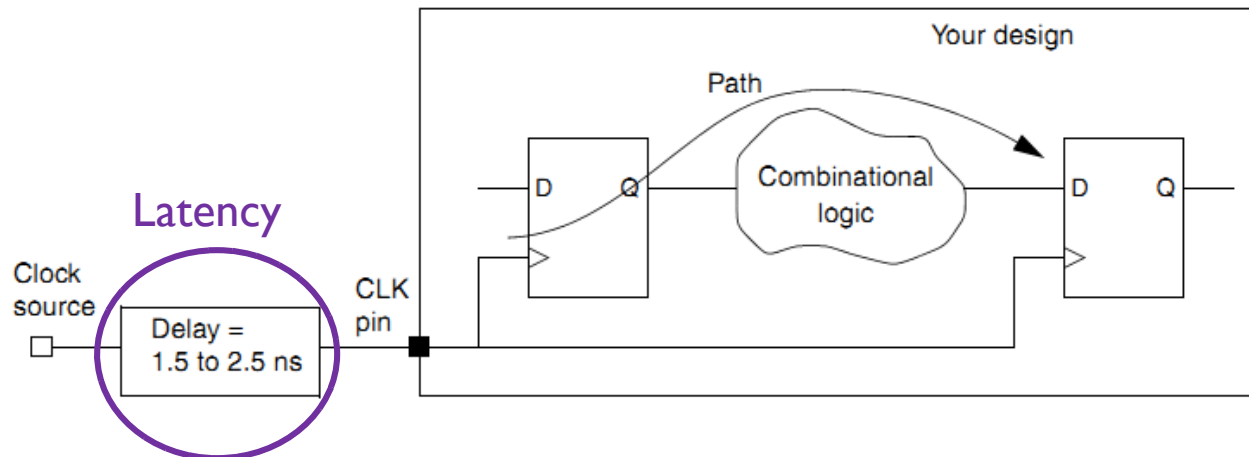 Your design
Path
D
Q
Combinational
logic
D
Q
Latency
Clock
source
CLK
pin
Delay =
1.5 to 2.5 ns